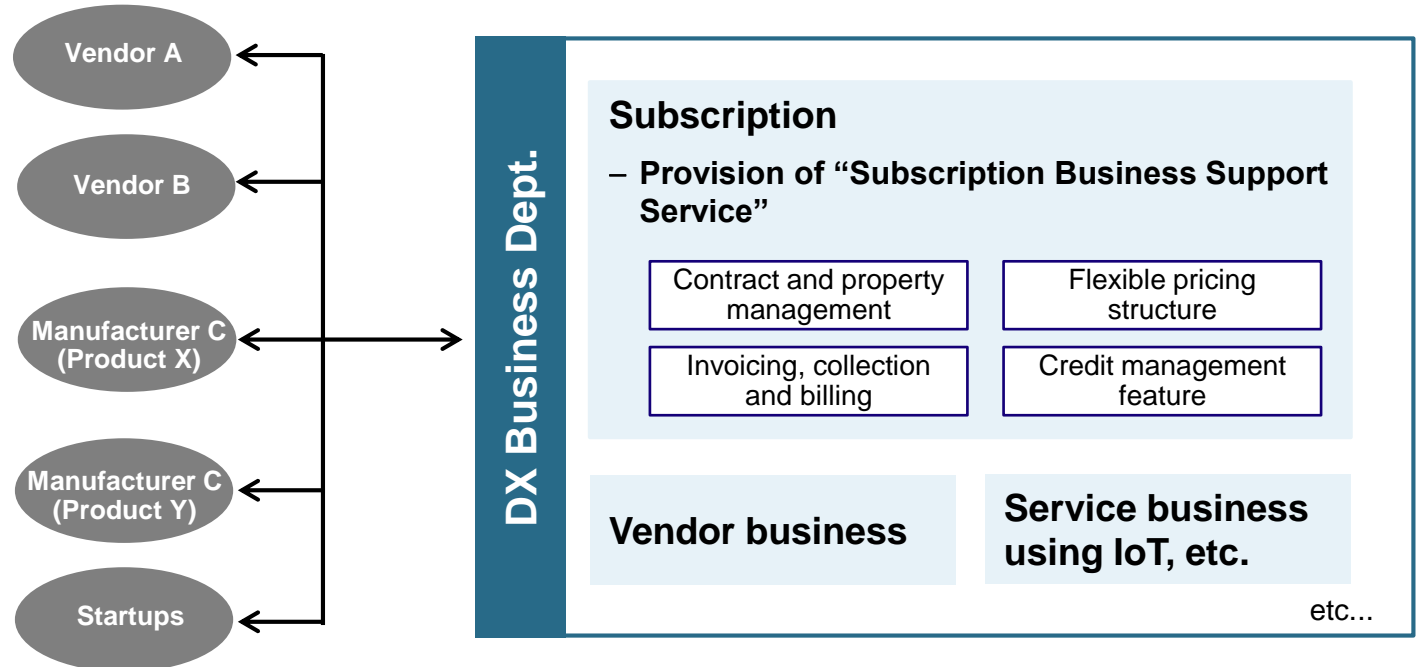 Vendor A
Vendor B
Manufacturer C
(Product X)
Manufacturer C
(Product Y)
Startups
DX Business Dept.
Subscription
– Provision of “Subscription Business Support
Service”
Contract and property
management
Flexible pricing
structure
Invoicing, collection
and billing
Credit management
feature
Vendor business
Service business
using IoT, etc.
etc...